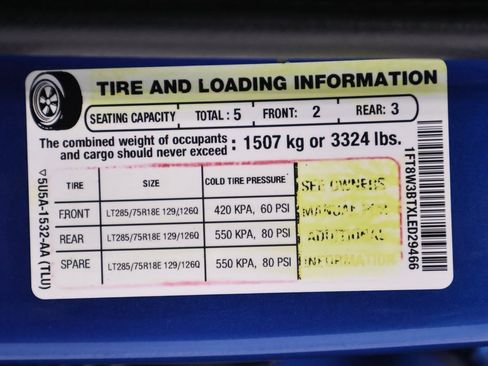 TIRE AND LOADING INFORMATION
SEATING CAPACITY TOTAL : 5 FRONT: 2 REAR: 3
The combined weight of occupants
and cargo should never exceed : 1507 kg or 3324 lbs.
TIRE SIZE COLD TIRE PRESSURE SEE OWNERS
FRONT LT285/75R18E 129/126Q 420 KPA, 60 PSI MANUAL FOR
REAR LT285/75R18E 129/126Q 550 KPA, 80 PSI ADDITIONAL
SPARE LT285/75R18E 129/126Q 550 KPA, 80 PSI INFORMATION
5U5A-1532-AA (TLU)
1FT8W3BTXLED29466